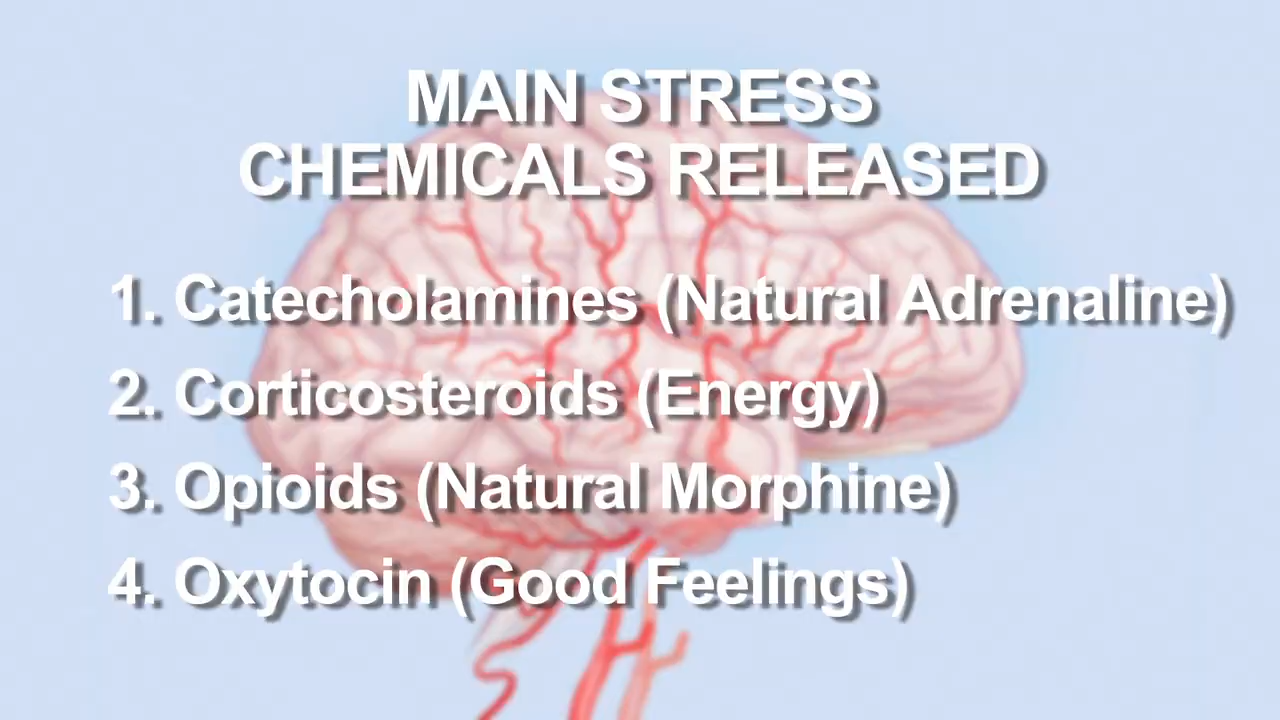 MAIN STRESS
CHEMICALS RELEASED
1. Catecholamines (Natural Adrenaline)
2. Corticosteroids (Energy)
3. Opioids (Natural Morphine)
4. Oxytocin (Good Feelings)